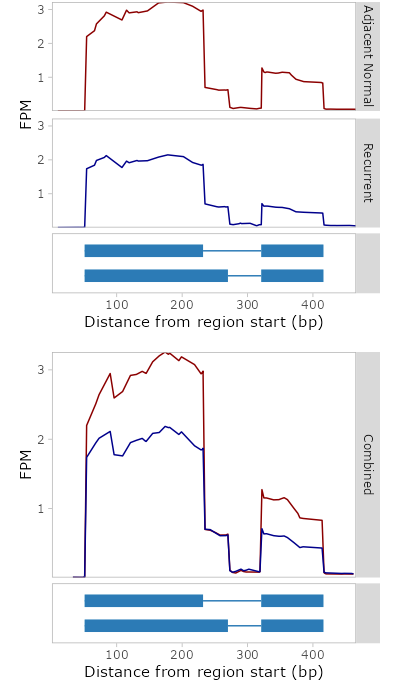 3
2
1
Adjacent Normal
FPM
3
2
1
Recurrent
100
200
300
400
Distance from region start (bp)
3
2
1
FPM
Combined
100
200
300
400
Distance from region start (bp)